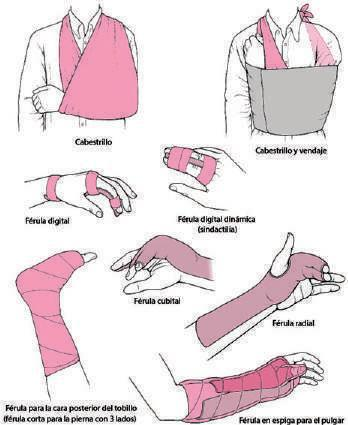 Cabestrillo
Cabestrillo y vendaje
Férula digital
Férula digital dinámica
(sindactilia)
Férula cubital
Férula radial
Férula para la cara posterior del tobillo
(férula corta para la pierna con 3 lados)
Férula en espiga para el pulgar